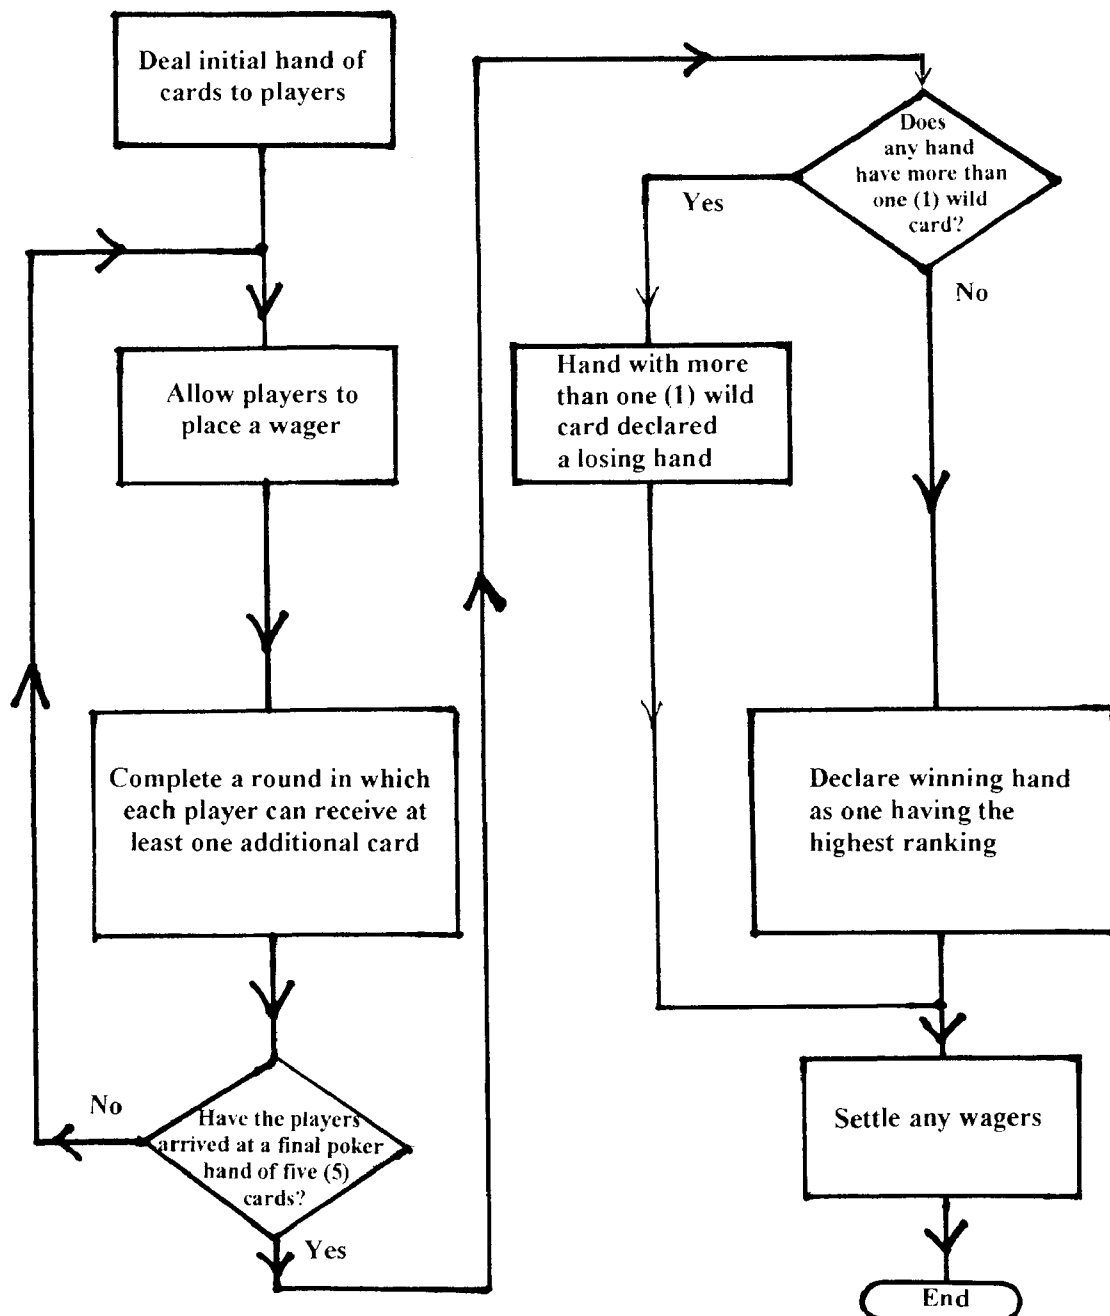 Deal initial hand of
cards to players
Allow players to
place a wager
Complete a round in which
each player can receive at
least one additional card
Have the players
arrived at a final poker
hand of five (5)
cards?
No
Yes
Does
any hand
have more than
one (1) wild
card?
Yes
No
Hand with more
than one (1) wild
card declared
a losing hand
Declare winning hand
as one having the
highest ranking
Settle any wagers
End